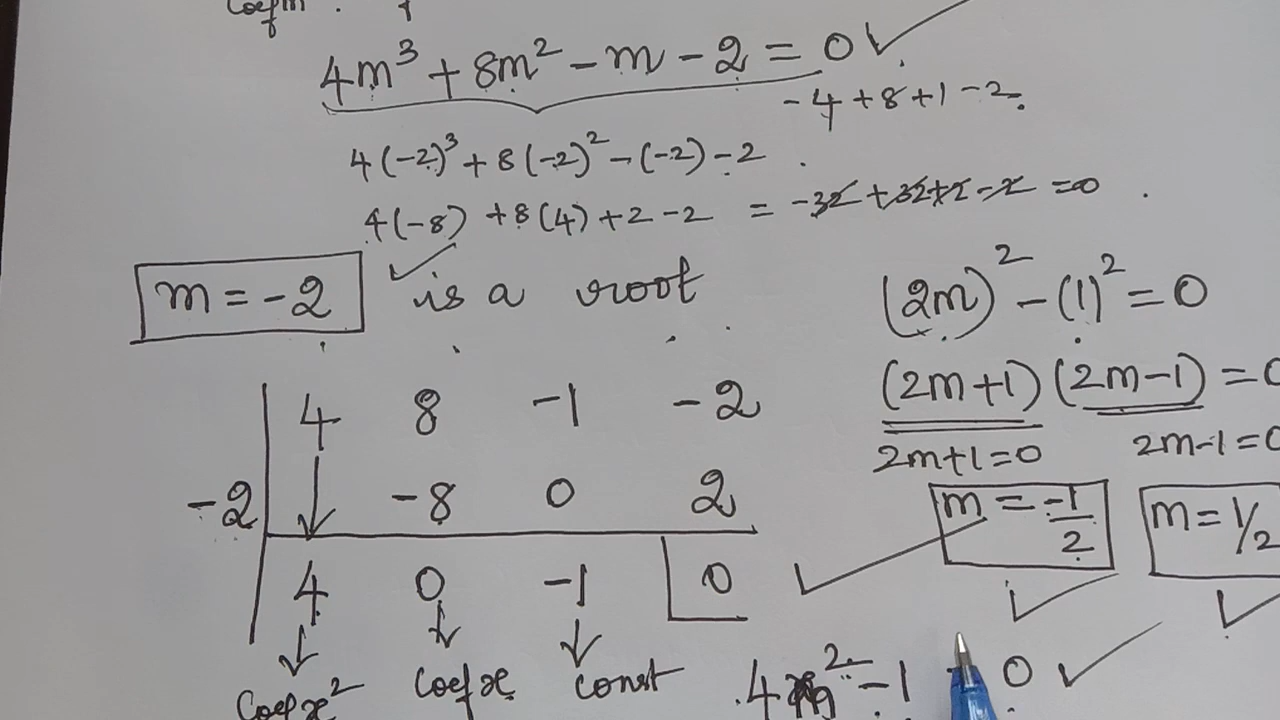 Coeffn.
4m³ + 8m² - m - 2 = 0 ✓
- 4 + 8 + 1 - 2.
4(-2)³ + 8(-2)² - (-2) - 2
4(-8) + 8(4) + 2 - 2 = -32 + 32 + 2 - 2 = 0
m = -2 ✓ is a root
4 8 -1 -2
-2 -8 0 2
4 0 -1 0 ✓
Coef x² Coef x const
(2m)² - (1)² = 0
(2m+1) (2m-1) = 0
2m+1=0 2m-1=0
m = -1/2 ✓ m = 1/2 ✓
4m² - 1 0 ✓